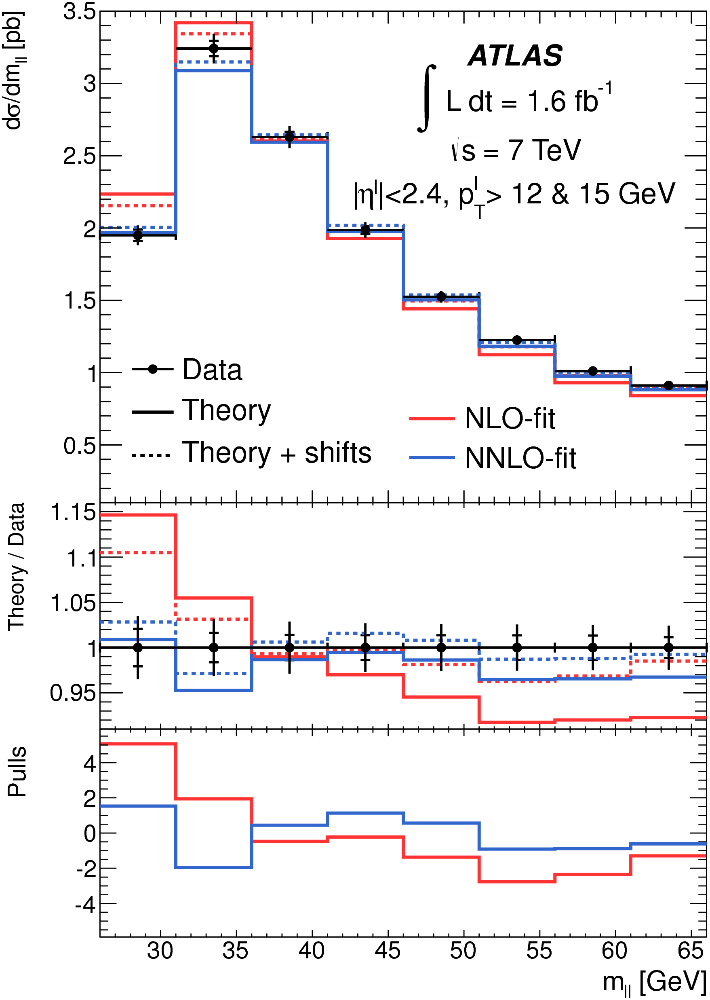 dσ/dm_ll [pb]
3.5
3
2.5
2
1.5
1
0.5
ATLAS
∫ L dt = 1.6 fb^-1
√s = 7 TeV
|η^l|<2.4, p_T^l> 12 & 15 GeV
Data
Theory
Theory + shifts
NLO-fit
NNLO-fit
Theory / Data
1.15
1.1
1.05
1
0.95
Pulls
4
2
0
-2
-4
30 35 40 45 50 55 60 65
m_ll [GeV]